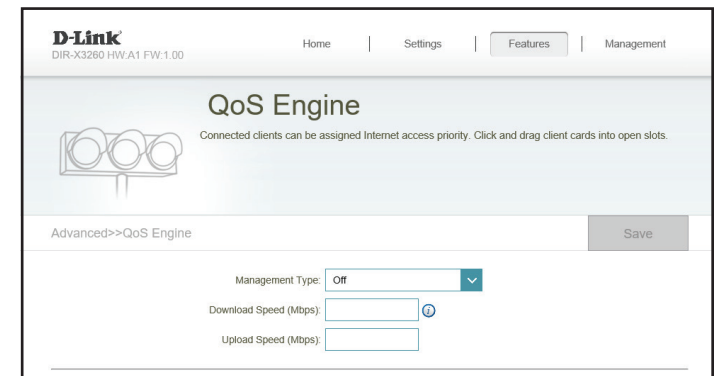 D-Link
DIR-X3260 HW:A1 FW:1.00
Home | Settings | Features | Management
QoS Engine
Connected clients can be assigned Internet access priority. Click and drag client cards into open slots.
Advanced>>QoS Engine
Save
Management Type: Off
Download Speed (Mbps): i
Upload Speed (Mbps):